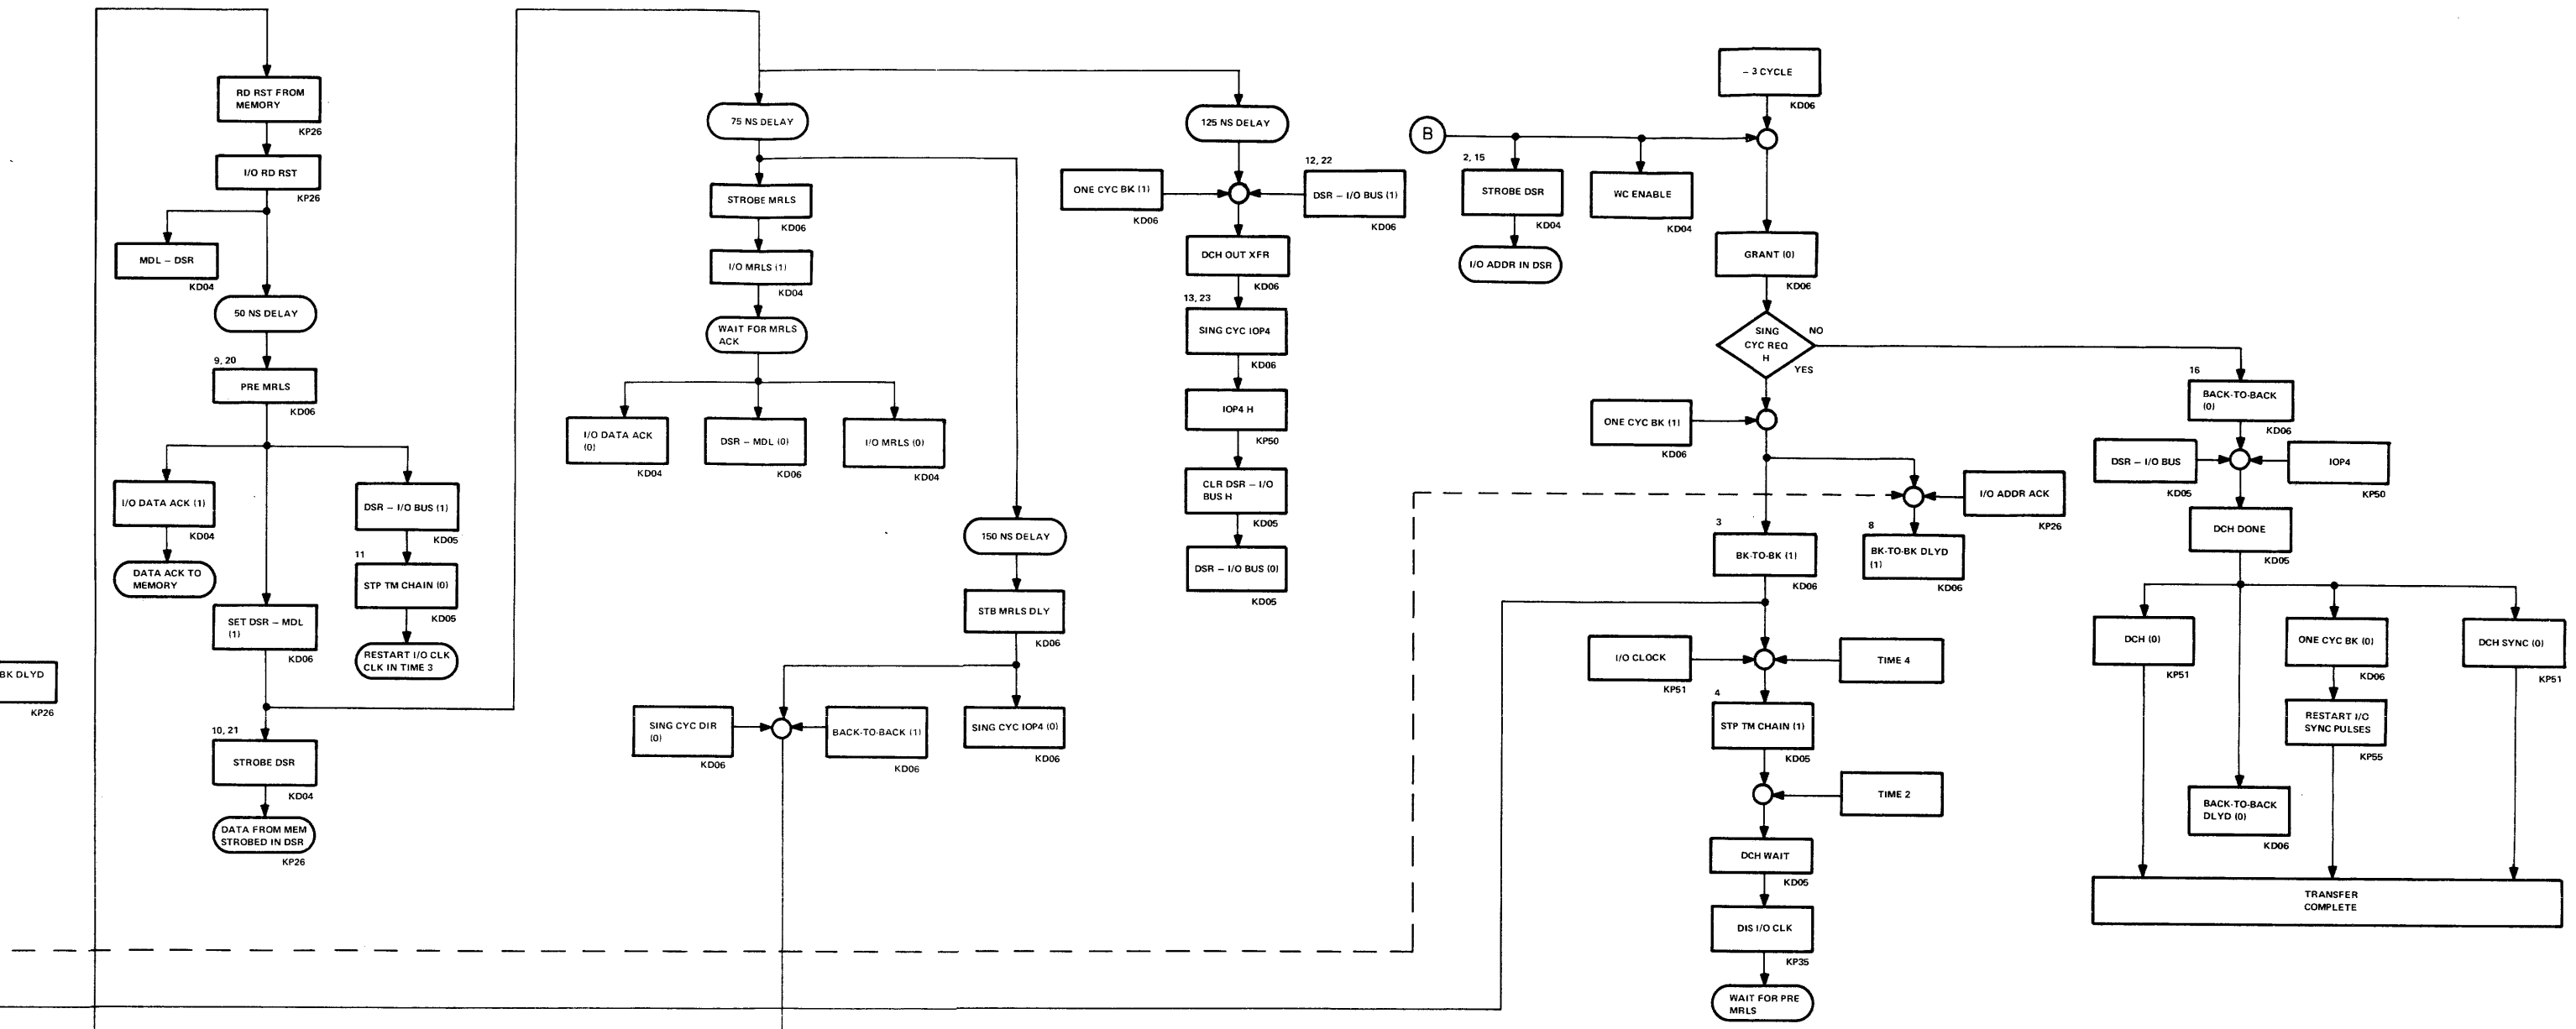 RD RST FROM
MEMORY
KP26
I/O RD RST
KP26
MDL – DSR
KD04
50 NS DELAY
9, 20
PRE MRLS
KD06
I/O DATA ACK (1)
KD04
DATA ACK TO
MEMORY
DSR – I/O BUS (1)
KD05
11
STP TM CHAIN (0)
KD05
RESTART I/O CLK
CLK IN TIME 3
SET DSR – MDL
(1)
KD06
BK DLYD
KP26
10, 21
STROBE DSR
KD04
DATA FROM MEM
STROBED IN DSR
KP26
75 NS DELAY
STROBE MRLS
KD06
I/O MRLS (1)
KD04
WAIT FOR MRLS
ACK
I/O DATA ACK
(0)
KD04
DSR – MDL (0)
KD06
I/O MRLS (0)
KD04
150 NS DELAY
STB MRLS DLY
KD06
SING CYC DIR
(0)
KD06
BACK-TO-BACK (1)
KD06
SING CYC IOP4 (0)
KD06
125 NS DELAY
ONE CYC BK (1)
KD06
12, 22
DSR – I/O BUS (1)
KD06
DCH OUT XFR
KD06
13, 23
SING CYC IOP4
KD06
IOP4 H
KP50
CLR DSR – I/O
BUS H
KD05
DSR – I/O BUS (0)
KD05
– 3 CYCLE
KD06
B
2, 15
STROBE DSR
KD04
I/O ADDR IN DSR
WC ENABLE
KD04
GRANT (0)
KD06
SING
CYC REQ
H
NO
YES
ONE CYC BK (1)
KD06
I/O ADDR ACK
KP26
3
BK-TO-BK (1)
KD06
8
BK-TO-BK DLYD
(1)
KD06
I/O CLOCK
KP51
TIME 4
4
STP TM CHAIN (1)
KD05
TIME 2
DCH WAIT
KD05
DIS I/O CLK
KP35
WAIT FOR PRE
MRLS
16
BACK-TO-BACK
(0)
KD06
DSR – I/O BUS
KD05
IOP4
KP50
DCH DONE
KD05
DCH (0)
KP51
ONE CYC BK (0)
KD06
DCH SYNC (0)
KP51
RESTART I/O
SYNC PULSES
KP55
BACK-TO-BACK
DLYD (0)
KD06
TRANSFER
COMPLETE